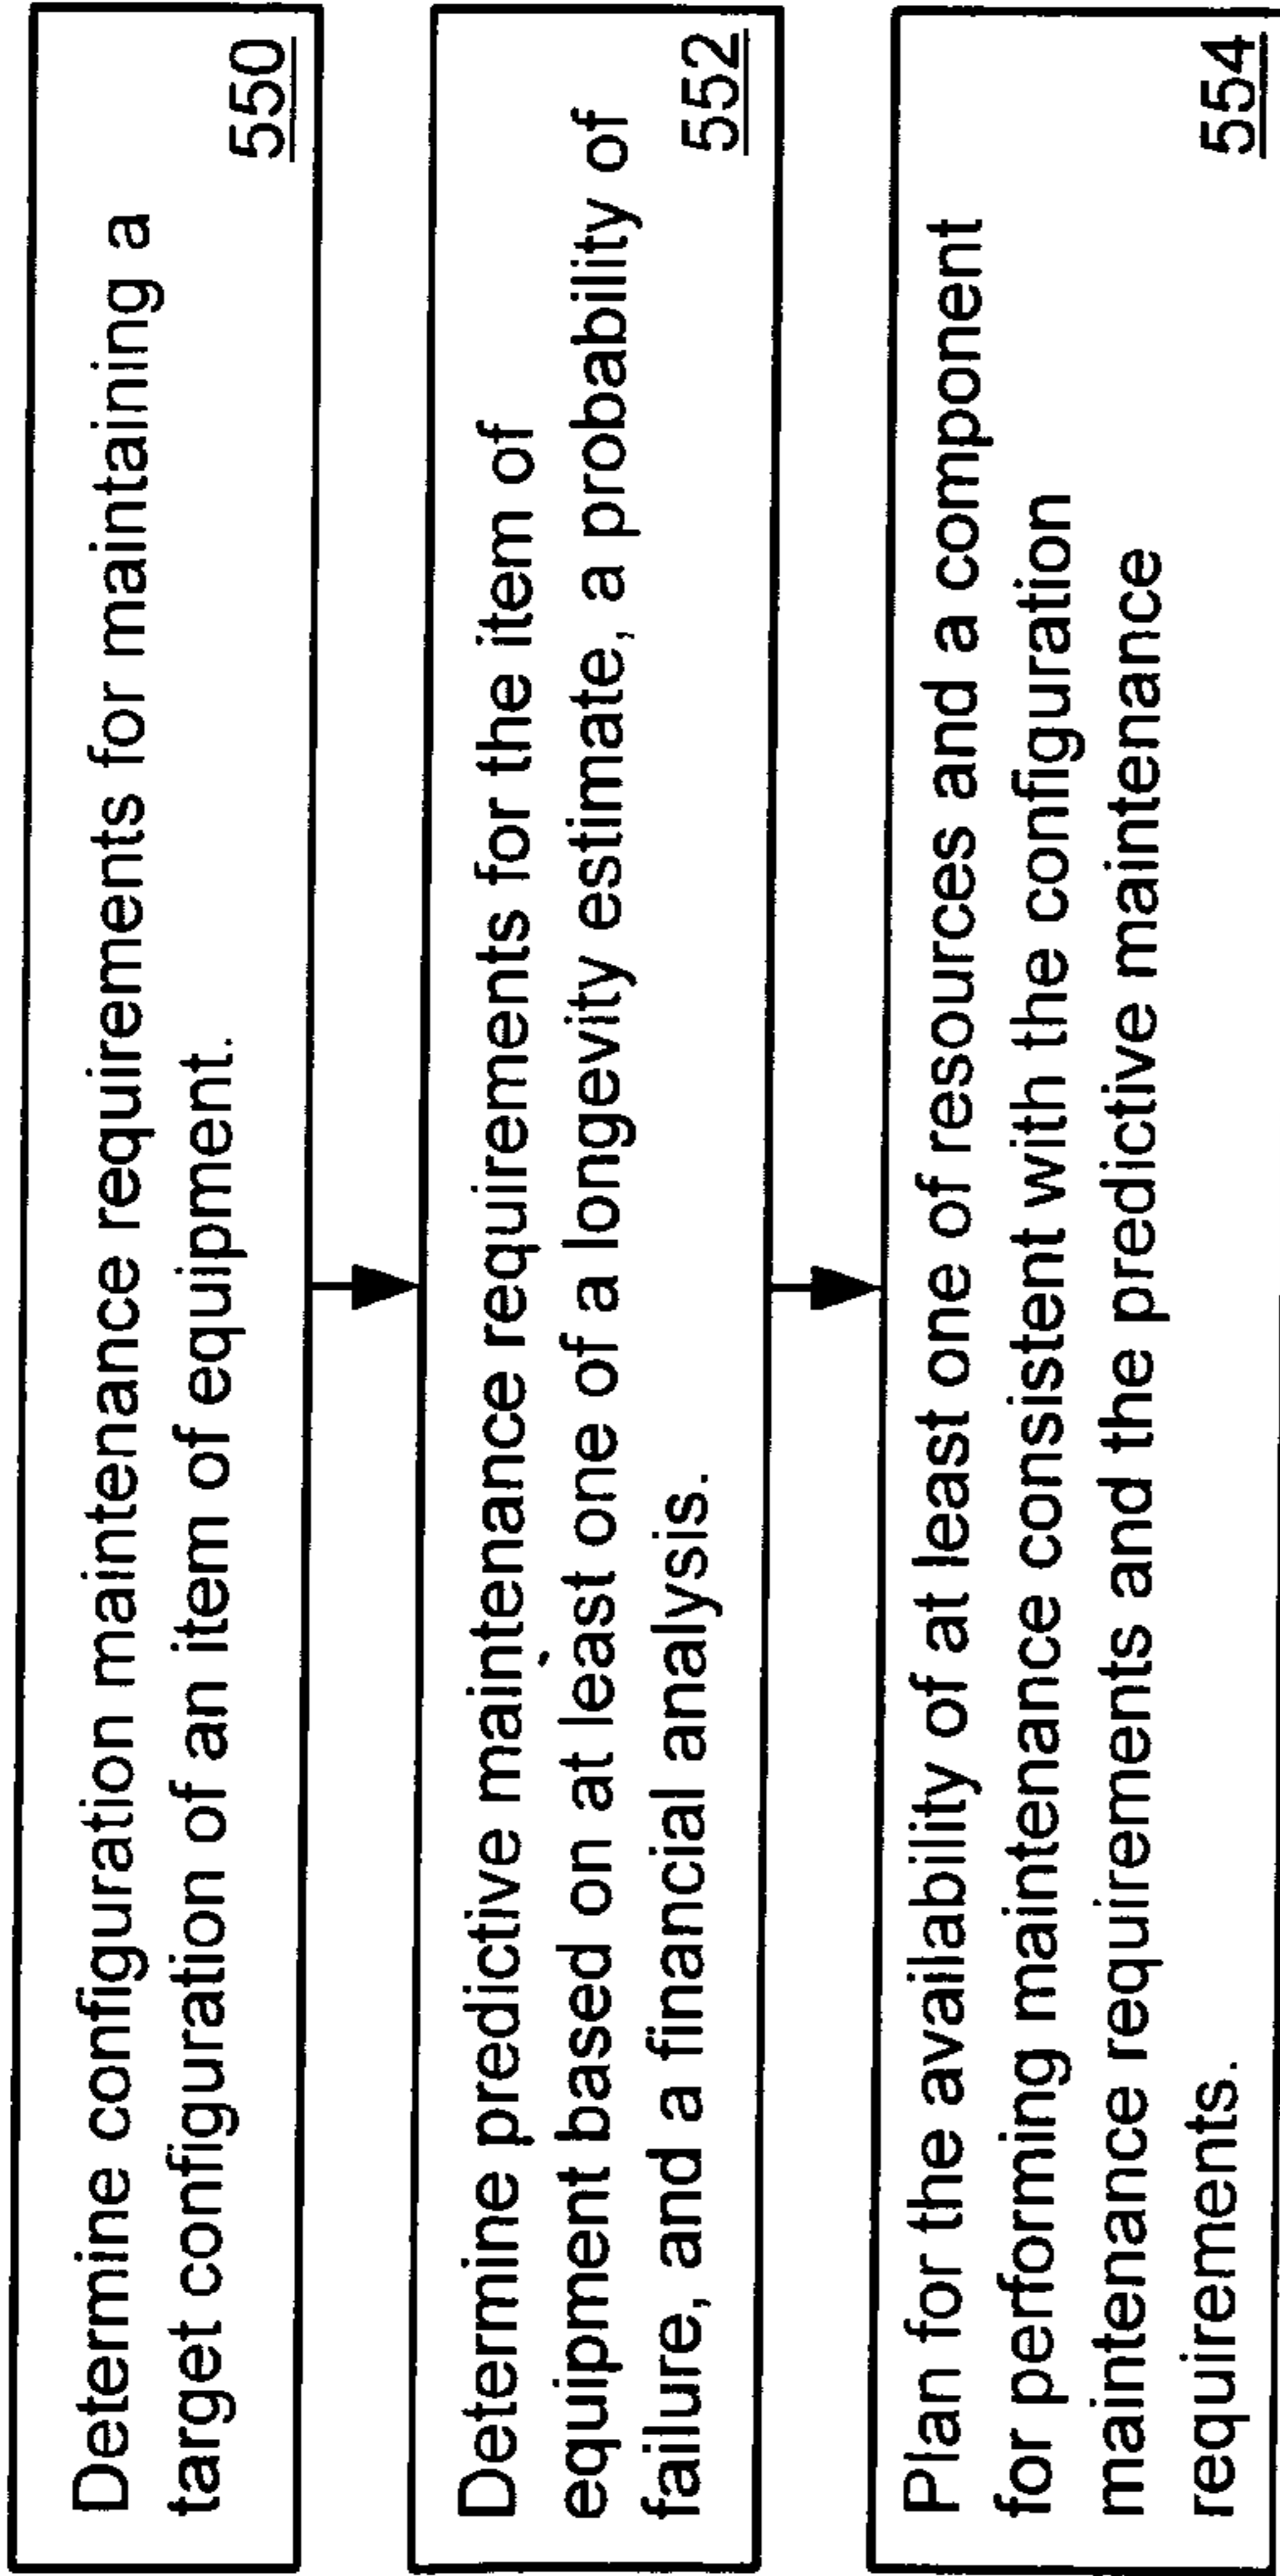 Determine configuration maintenance requirements for maintaining a
target configuration of an item of equipment.
550
Determine predictive maintenance requirements for the item of
equipment based on at least one of a longevity estimate, a probability of
failure, and a financial analysis.
552
Plan for the availability of at least one of resources and a component
for performing maintenance consistent with the configuration
maintenance requirements and the predictive maintenance
requirements.
554